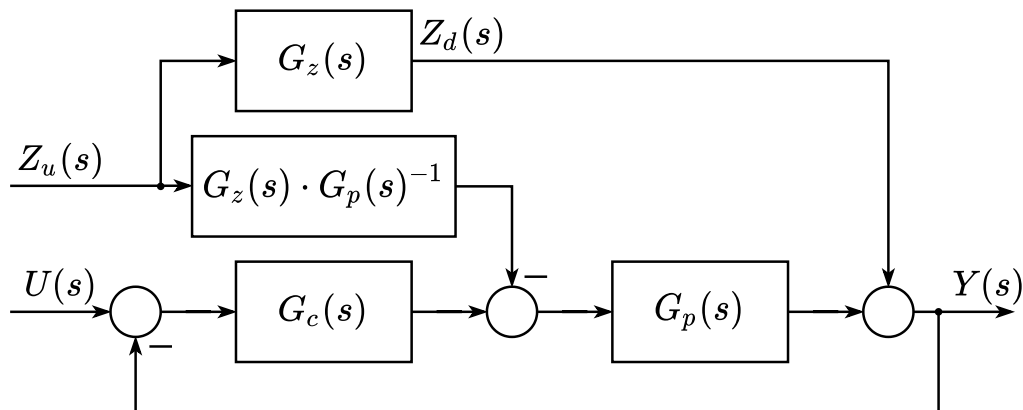 Z_d(s)
G_z(s)
Z_u(s)
G_z(s) · G_p(s)^{-1}
−
U(s)
Y(s)
G_c(s)
G_p(s)
−